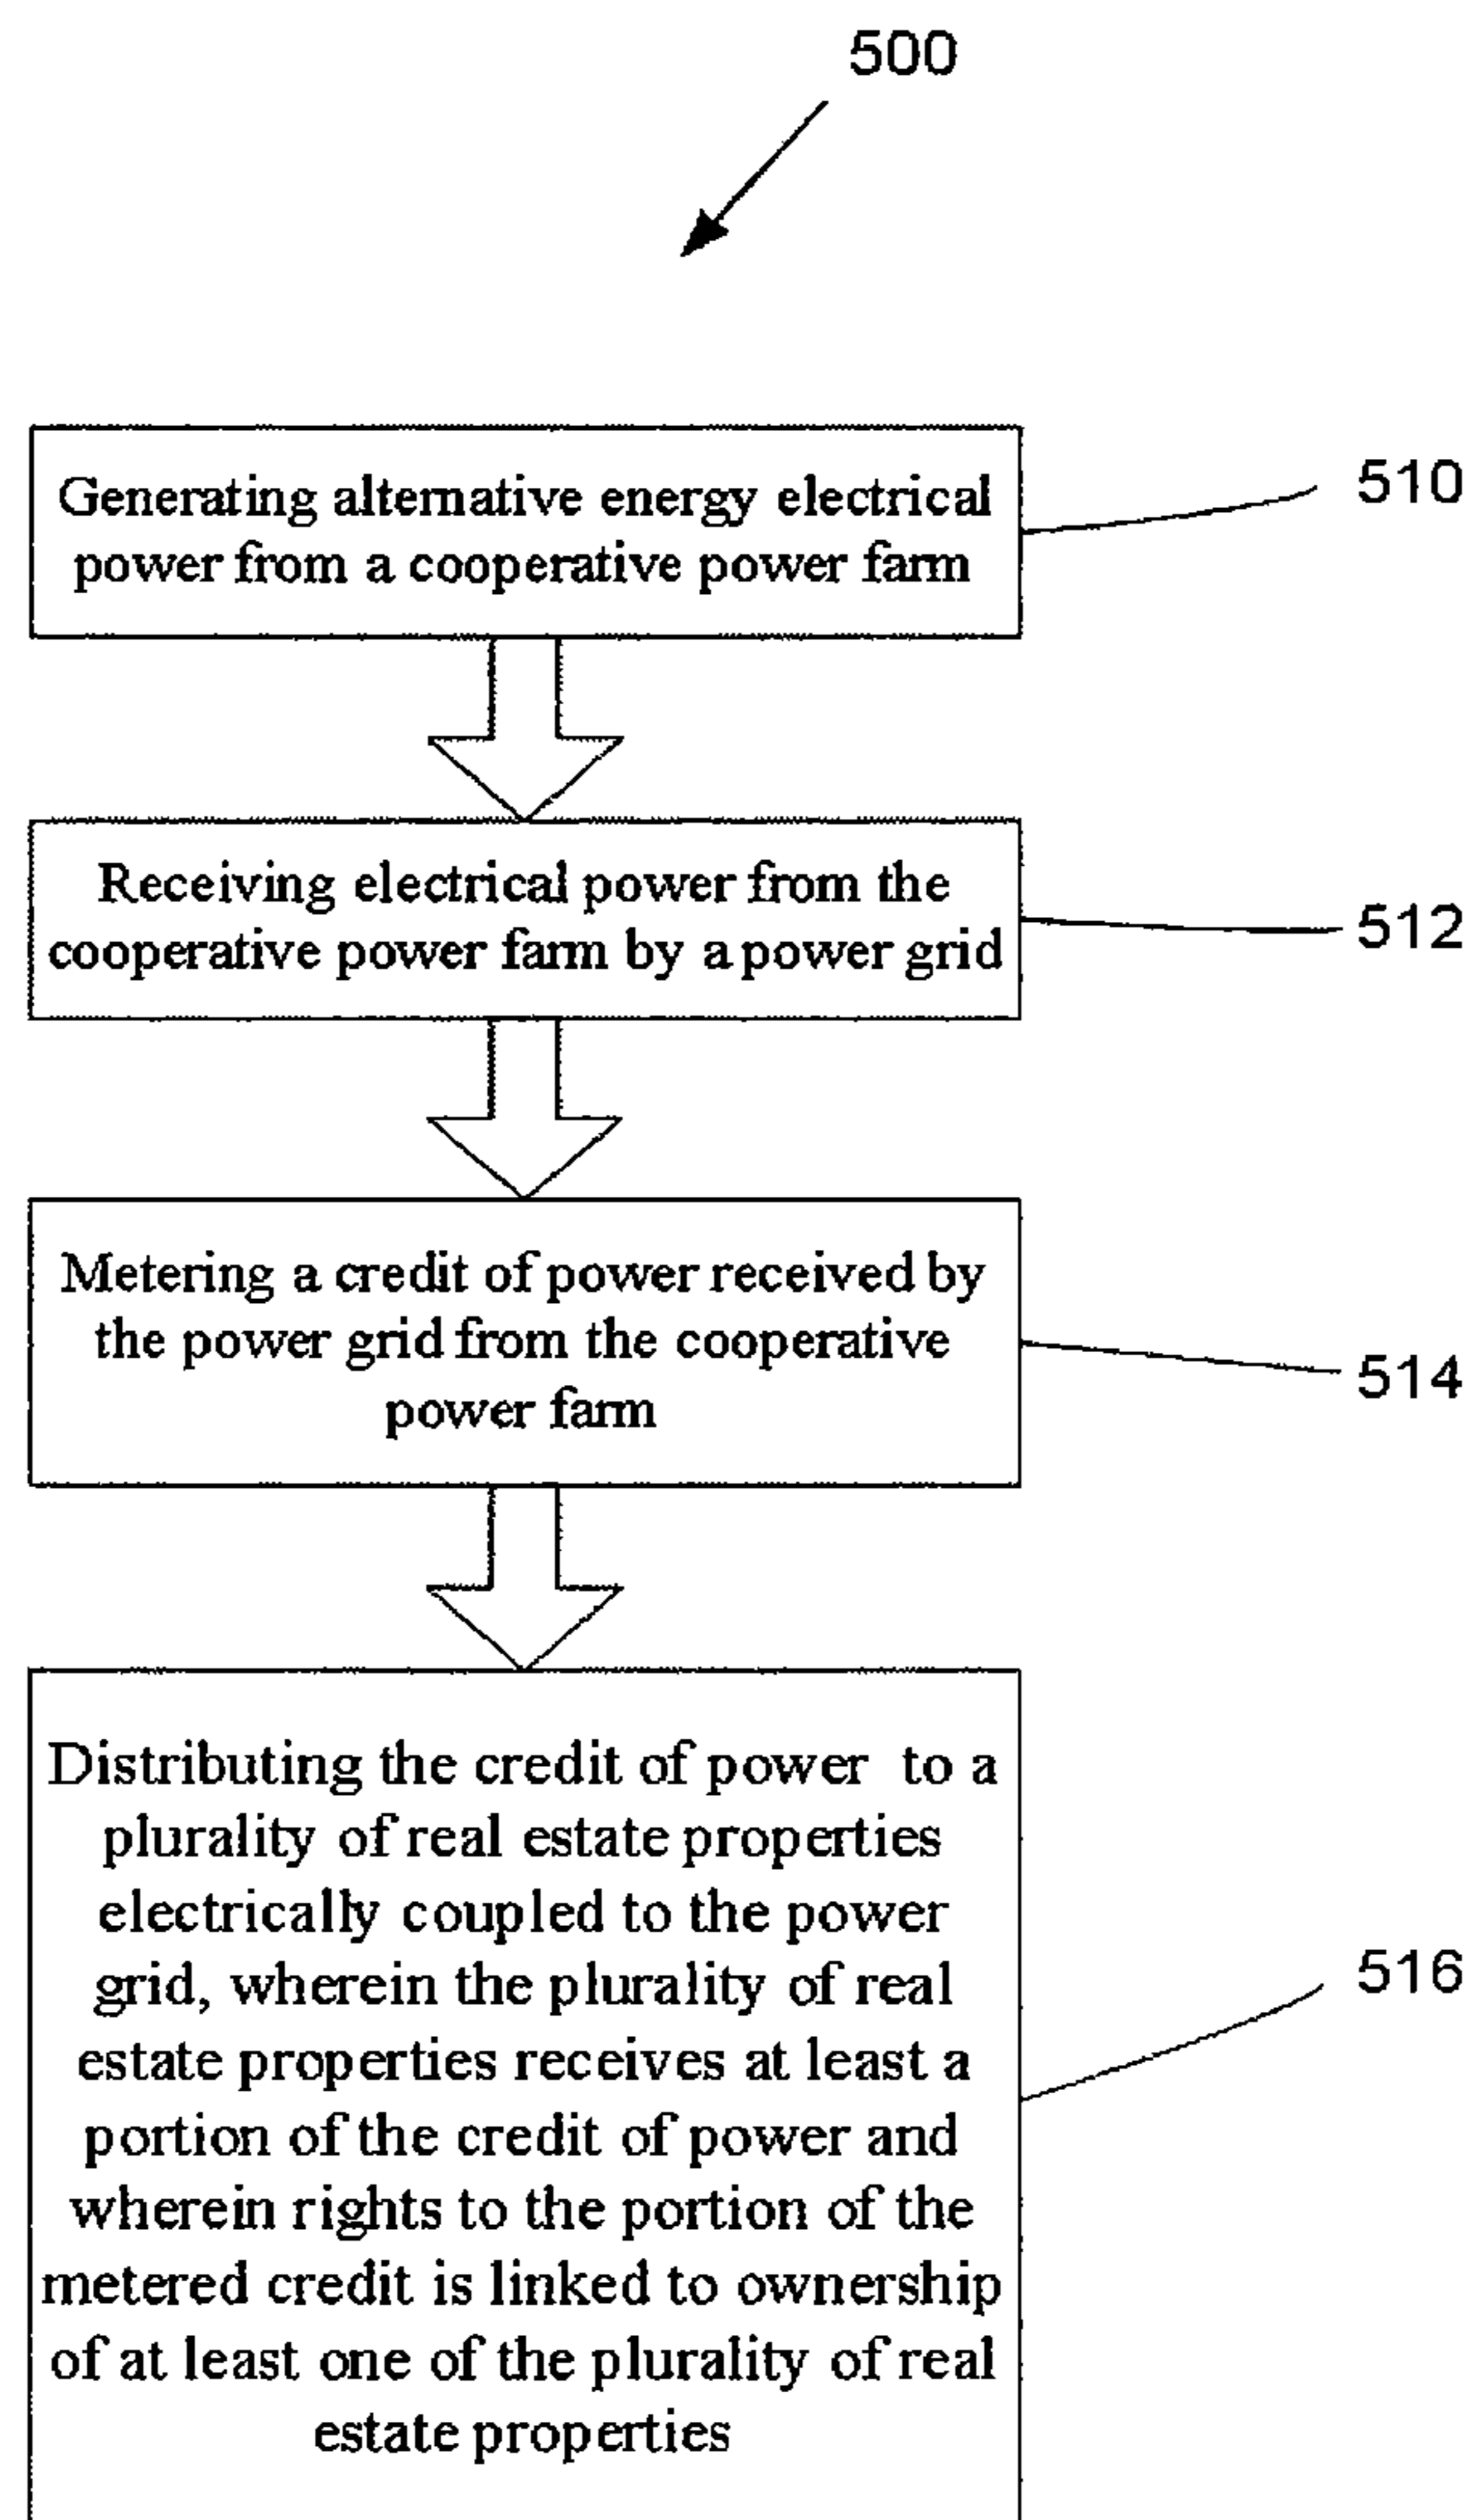 500
Generating alternative energy electrical
power from a cooperative power farm
510
Receiving electrical power from the
cooperative power farm by a power grid
512
Metering a credit of power received by
the power grid from the cooperative
power farm
514
Distributing the credit of power to a
plurality of real estate properties
electrically coupled to the power
grid, wherein the plurality of real
estate properties receives at least a
portion of the credit of power and
wherein rights to the portion of the
metered credit is linked to ownership
of at least one of the plurality of real
estate properties
516